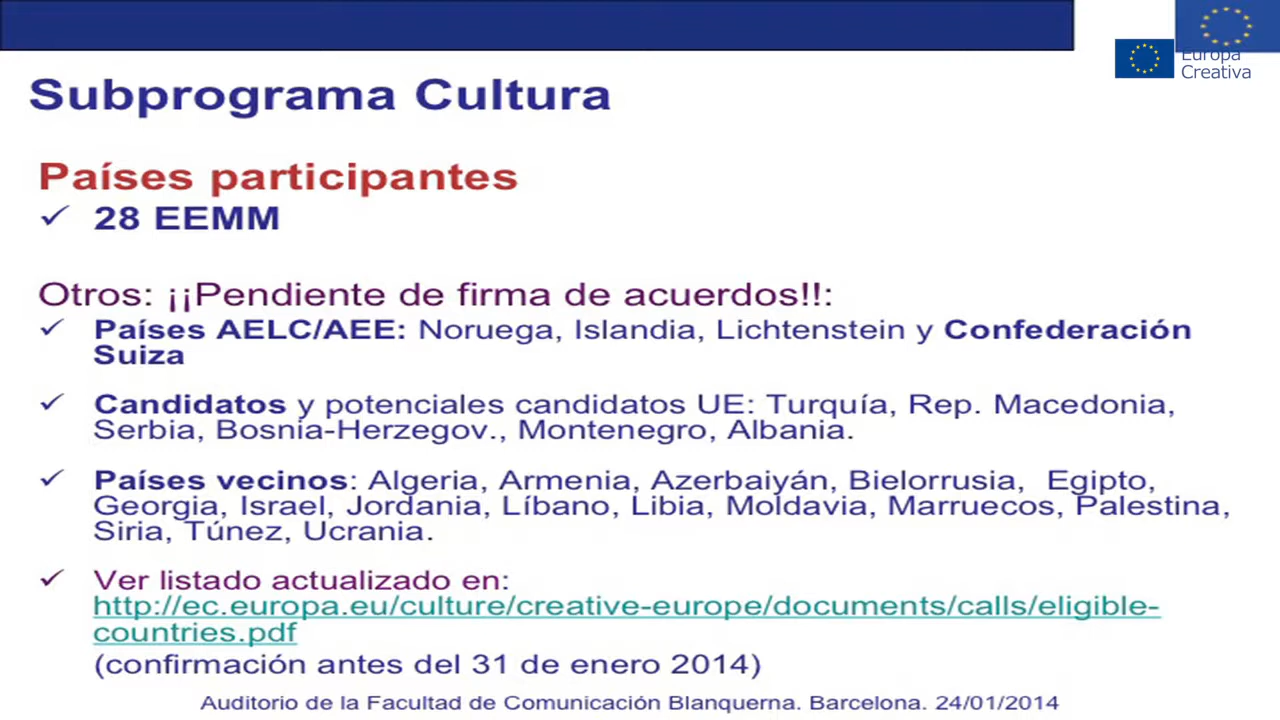 Europa
Creativa
Subprograma Cultura
Países participantes
✓ 28 EEMM
Otros: ¡¡Pendiente de firma de acuerdos!!:
✓ Países AELC/AEE: Noruega, Islandia, Lichtenstein y Confederación
Suiza
✓ Candidatos y potenciales candidatos UE: Turquía, Rep. Macedonia,
Serbia, Bosnia-Herzegov., Montenegro, Albania.
✓ Países vecinos: Algeria, Armenia, Azerbaiyán, Bielorrusia, Egipto,
Georgia, Israel, Jordania, Líbano, Libia, Moldavia, Marruecos, Palestina,
Siria, Túnez, Ucrania.
✓ Ver listado actualizado en:
http://ec.europa.eu/culture/creative-europe/documents/calls/eligible-
countries.pdf
(confirmación antes del 31 de enero 2014)
Auditorio de la Facultad de Comunicación Blanquerna. Barcelona. 24/01/2014